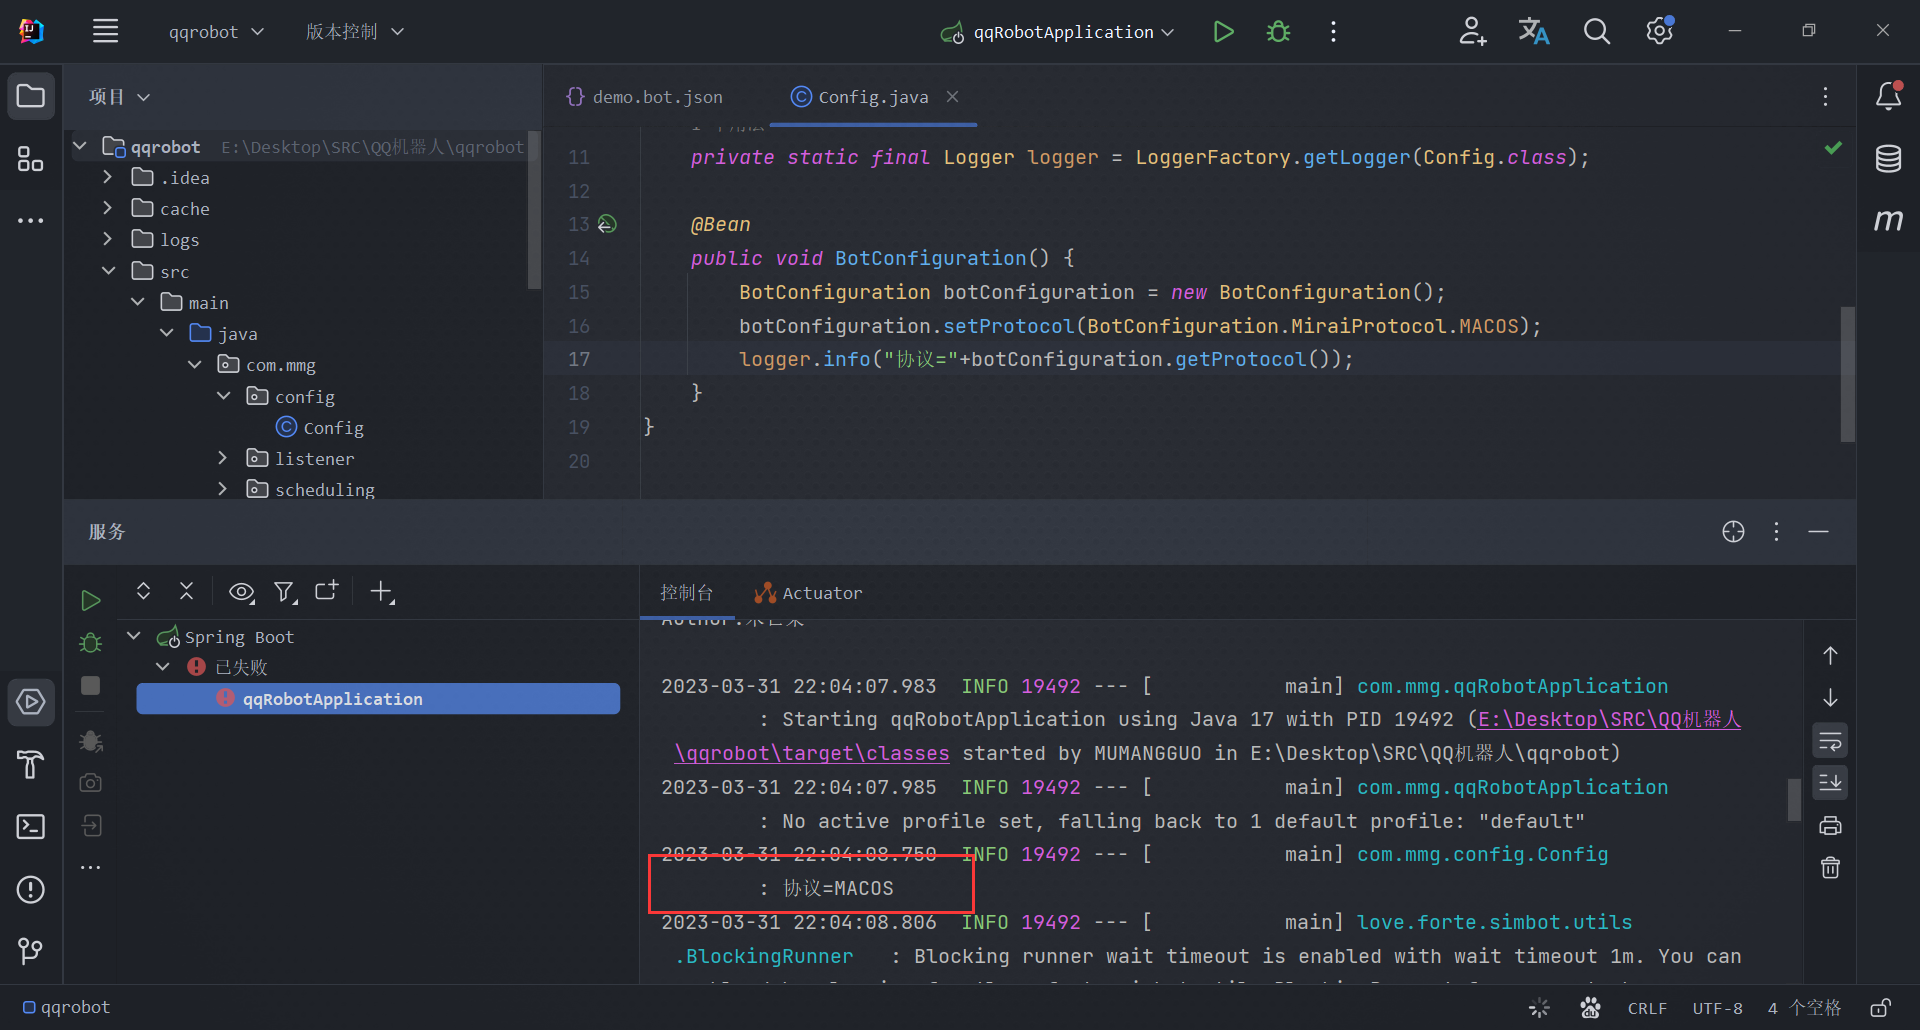 qqrobot
版本控制
qqRobotApplication
项目
demo.bot.json
Config.java
qqrobot E:\Desktop\SRC\QQ机器人\qqrobot
.idea
cache
logs
src
main
java
com.mmg
config
Config
listener
scheduling
11 private static final Logger logger = LoggerFactory.getLogger(Config.class);
12
13 @Bean
14 public void BotConfiguration() {
15 BotConfiguration botConfiguration = new BotConfiguration();
16 botConfiguration.setProtocol(BotConfiguration.MiraiProtocol.MACOS);
17 logger.info("协议="+botConfiguration.getProtocol());
18 }
19 }
20
服务
控制台
Actuator
Spring Boot
已失败
qqRobotApplication
2023-03-31 22:04:07.983 INFO 19492 --- [ main] com.mmg.qqRobotApplication
: Starting qqRobotApplication using Java 17 with PID 19492 (E:\Desktop\SRC\QQ机器人
\qqrobot\target\classes started by MUMANGGUO in E:\Desktop\SRC\QQ机器人\qqrobot)
2023-03-31 22:04:07.985 INFO 19492 --- [ main] com.mmg.qqRobotApplication
: No active profile set, falling back to 1 default profile: "default"
2023-03-31 22:04:08.750 INFO 19492 --- [ main] com.mmg.config.Config
: 协议=MACOS
2023-03-31 22:04:08.806 INFO 19492 --- [ main] love.forte.simbot.utils
.BlockingRunner : Blocking runner wait timeout is enabled with wait timeout 1m. You can
qqrobot
CRLF
UTF-8
4 个空格